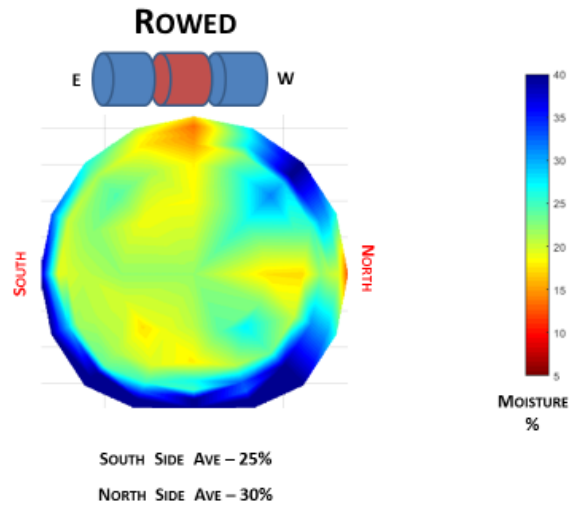 ROWED
E W
40
35
30
25
20
15
10
5
SOUTH
NORTH
MOISTURE
%
SOUTH SIDE AVE – 25%
NORTH SIDE AVE – 30%